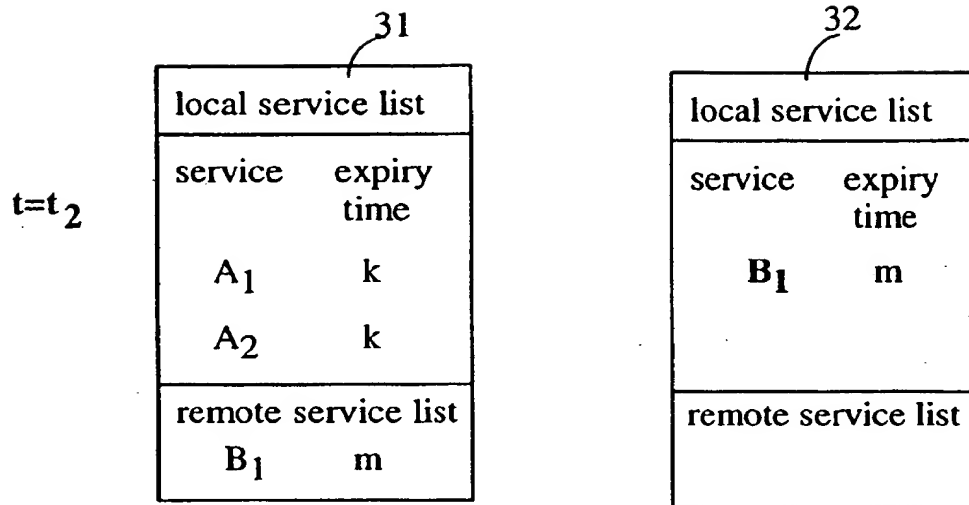 31
local service list
service expiry
time
A1 k
A2 k
remote service list
B1 m
t=t2
32
local service list
service expiry
time
B1 m
remote service list